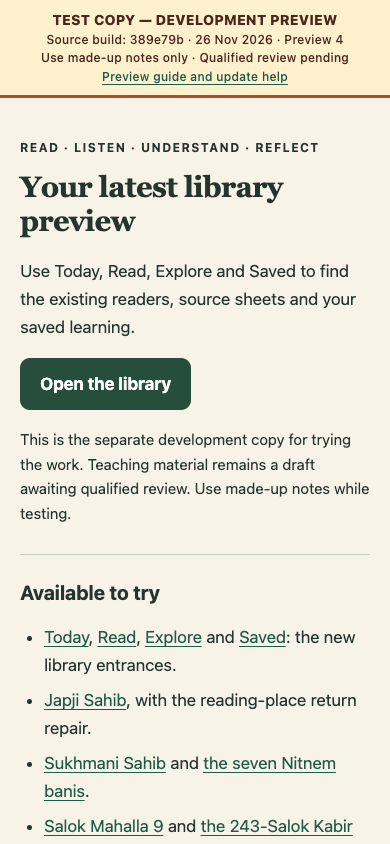 TEST COPY — DEVELOPMENT PREVIEW
Source build: 389e79b · 26 Nov 2026 · Preview 4
Use made-up notes only · Qualified review pending
Preview guide and update help
READ · LISTEN · UNDERSTAND · REFLECT
Your latest library
preview
Use Today, Read, Explore and Saved to find
the existing readers, source sheets and your
saved learning.
Open the library
This is the separate development copy for trying
the work. Teaching material remains a draft
awaiting qualified review. Use made-up notes while
testing.
Available to try
• Today, Read, Explore and Saved: the new
library entrances.
• Japji Sahib, with the reading-place return
repair.
• Sukhmani Sahib and the seven Nitnem
banis.
• Salok Mahalla 9 and the 243-Salok Kabir